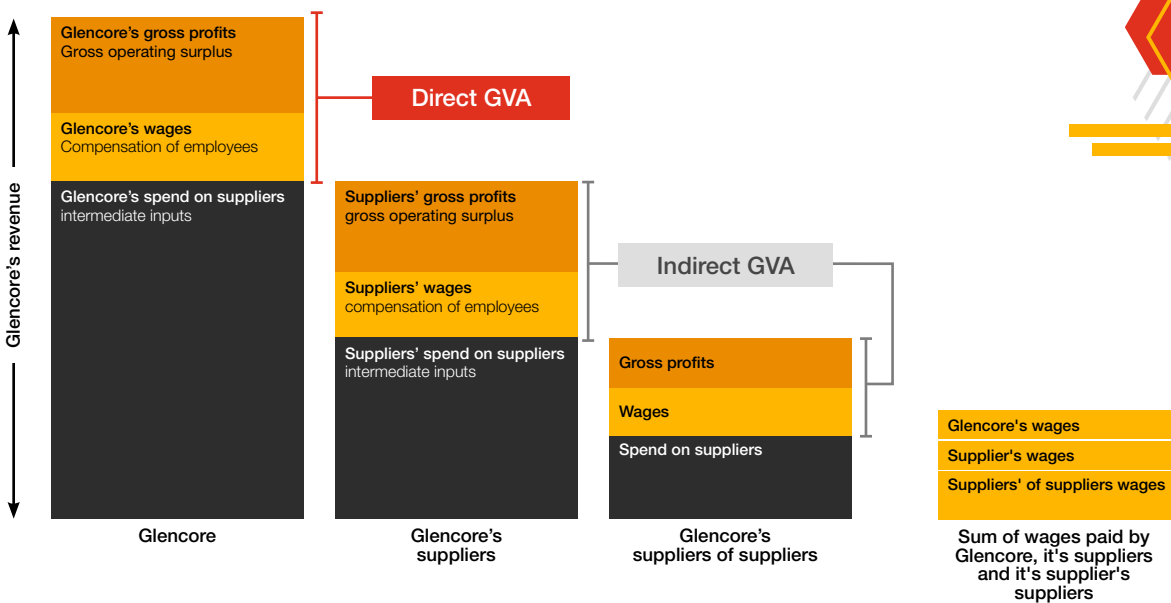 Glencore’s revenue
Glencore’s gross profits
Gross operating surplus
Glencore’s wages
Compensation of employees
Glencore’s spend on suppliers
intermediate inputs
Glencore
Direct GVA
Suppliers’ gross profits
gross operating surplus
Suppliers’ wages
compensation of employees
Suppliers’ spend on suppliers
intermediate inputs
Glencore’s
suppliers
Indirect GVA
Gross profits
Wages
Spend on suppliers
Glencore’s
suppliers of suppliers
Glencore's wages
Supplier's wages
Suppliers' of suppliers wages
Sum of wages paid by
Glencore, it's suppliers
and it's supplier's
suppliers